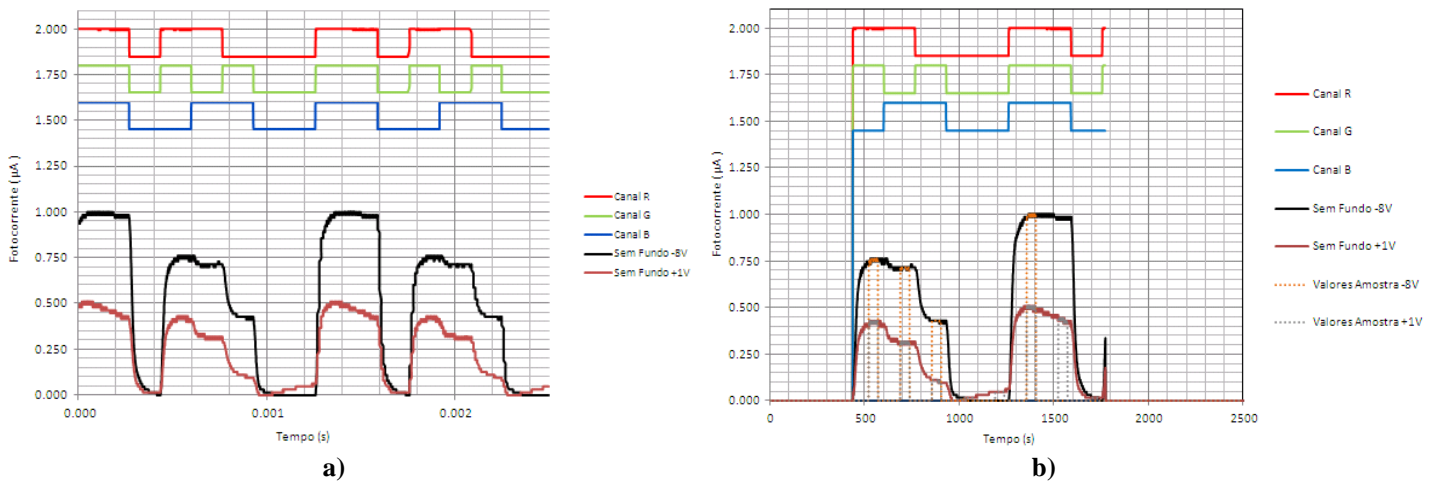 2.000
1.750
1.500
1.250
1.000
0.750
0.500
0.250
0.000
Fotocorrente ( µA )
0.000
0.001
0.002
Tempo (s)
Canal R
Canal G
Canal B
Sem Fundo -8V
Sem Fundo +1V
a)
2.000
1.750
1.500
1.250
1.000
0.750
0.500
0.250
0.000
Fotocorrente ( µA )
0
500
1000
1500
2000
2500
Tempo (s)
Canal R
Canal G
Canal B
Sem Fundo -8V
Sem Fundo +1V
Valores Amostra -8V
Valores Amostra +1V
b)